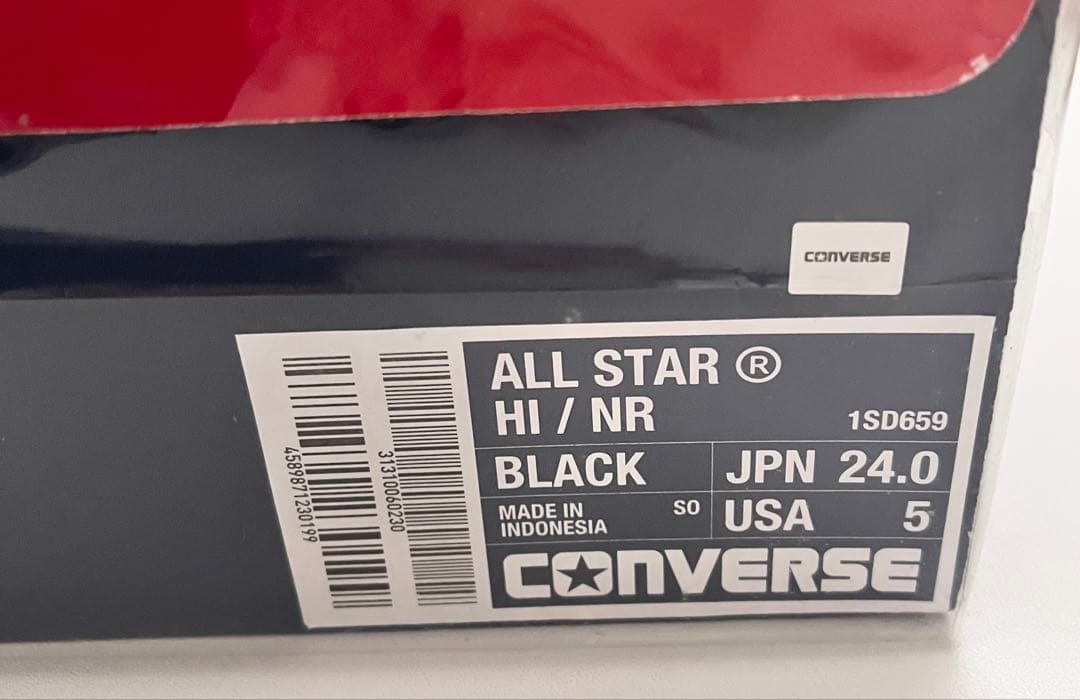 CONVERSE
ALL STAR ®
HI / NR
1SD659
BLACK
JPN 24.0
MADE IN
INDONESIA
SO
USA 5
CONVERSE
4589871230199
31310060230